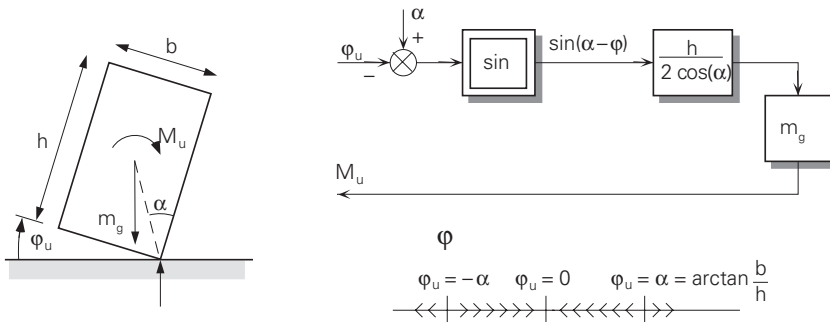 b
h
M_u
α
m_g
φ_u
α
+
φ_u
−
sin
sin(α−φ)
h
2 cos(α)
m_g
M_u
φ
φ_u = −α φ_u = 0 φ_u = α = arctan b/h